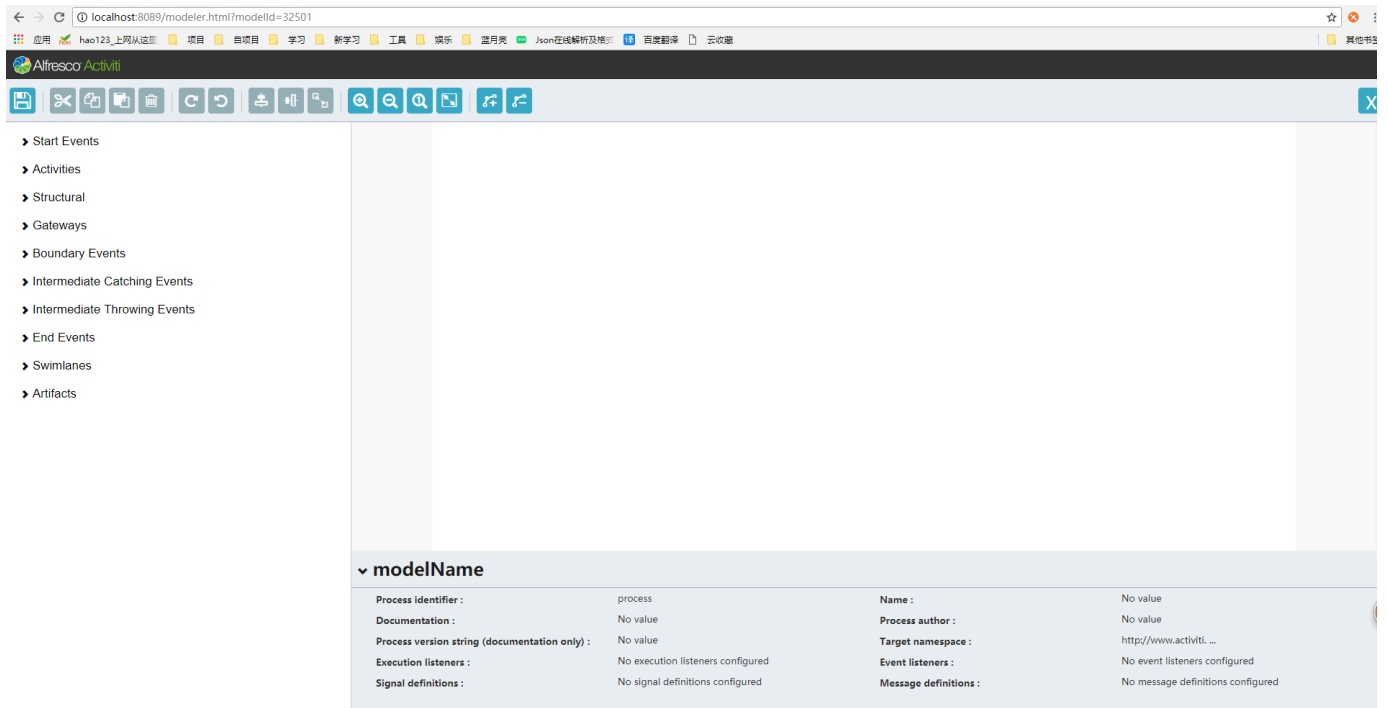 localhost:8089/modeler.html?modelId=32501
应用 hao123_上网从这里 项目 自项目 学习 新学习 工具 娱乐 蓝月亮 Json在线解析及格式 译 百度翻译 云收藏 其他书签
Alfresco Activiti
X
Start Events
Activities
Structural
Gateways
Boundary Events
Intermediate Catching Events
Intermediate Throwing Events
End Events
Swimlanes
Artifacts
modelName
Process identifier : process Name : No value
Documentation : No value Process author : No value
Process version string (documentation only) : No value Target namespace : http://www.activiti. ...
Execution listeners : No execution listeners configured Event listeners : No event listeners configured
Signal definitions : No signal definitions configured Message definitions : No message definitions configured